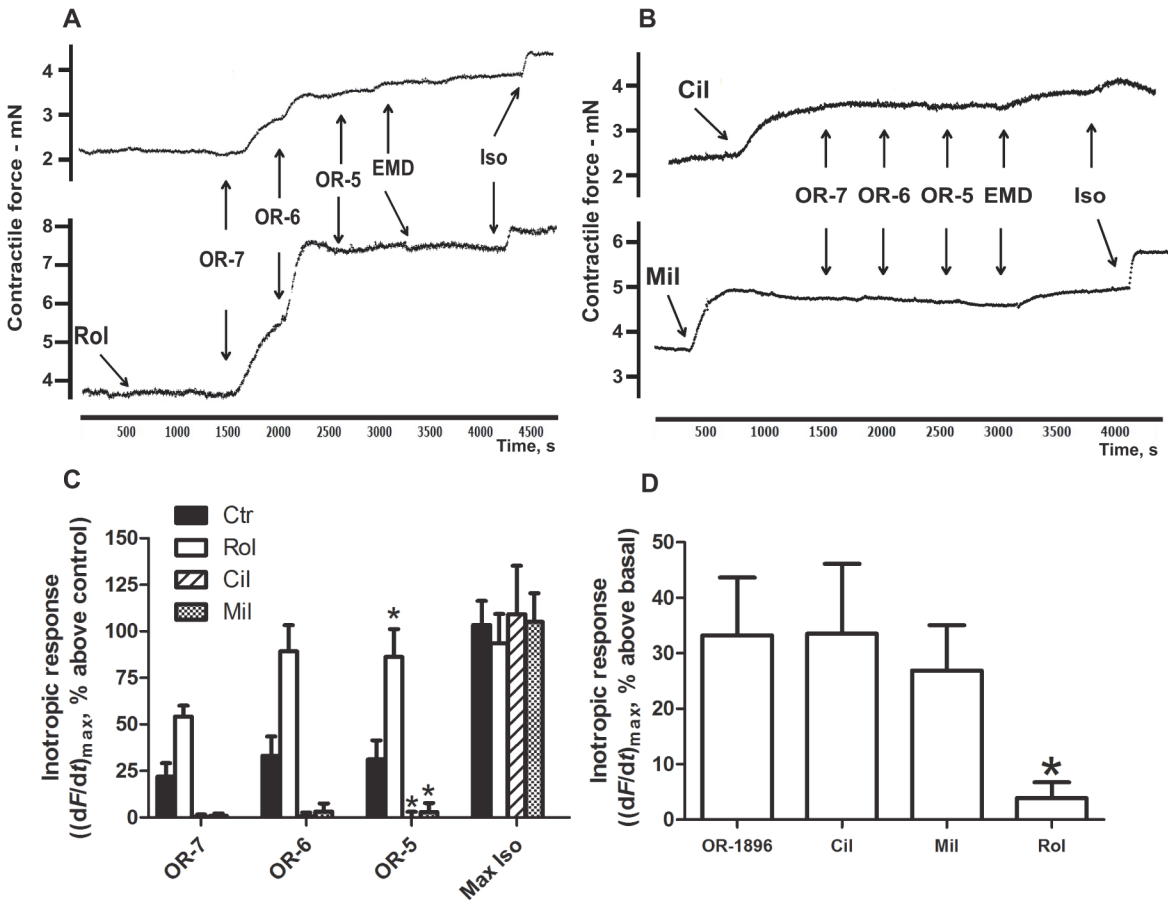 A
Contractile force - mN
4
3
2
8
7
6
5
4
Rol
OR-7
OR-6
OR-5
EMD
Iso
500 1000 1500 2000 2500 3000 3500 4000 4500
Time, s
B
Contractile force - mN
5
4
3
2
6
5
4
3
Cil
OR-7 OR-6 OR-5 EMD
Iso
Mil
500 1000 1500 2000 2500 3000 3500 4000
Time, s
C
Inotropic response
((dF/dt)max, % above control)
150
125
100
75
50
25
0
Ctr
Rol
Cil
Mil
*
* *
OR-7
OR-6
OR-5
Max Iso
D
Inotropic response
((dF/dt)max, % above basal)
50
40
30
20
10
0
*
OR-1896 Cil Mil Rol